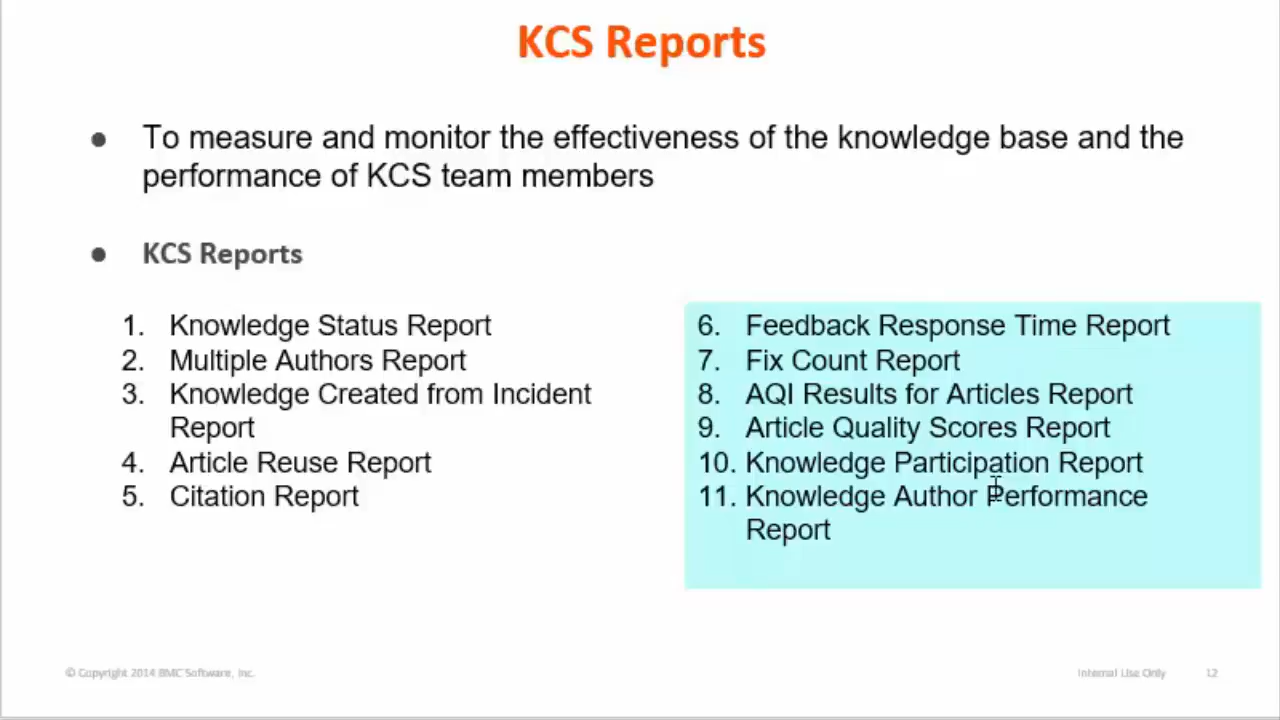 KCS Reports
● To measure and monitor the effectiveness of the knowledge base and the
performance of KCS team members
● KCS Reports
1. Knowledge Status Report
2. Multiple Authors Report
3. Knowledge Created from Incident
Report
4. Article Reuse Report
5. Citation Report
6. Feedback Response Time Report
7. Fix Count Report
8. AQI Results for Articles Report
9. Article Quality Scores Report
10. Knowledge Participation Report
11. Knowledge Author Performance
Report
© Copyright 2014 BMC Software, Inc.
Internal Use Only
12